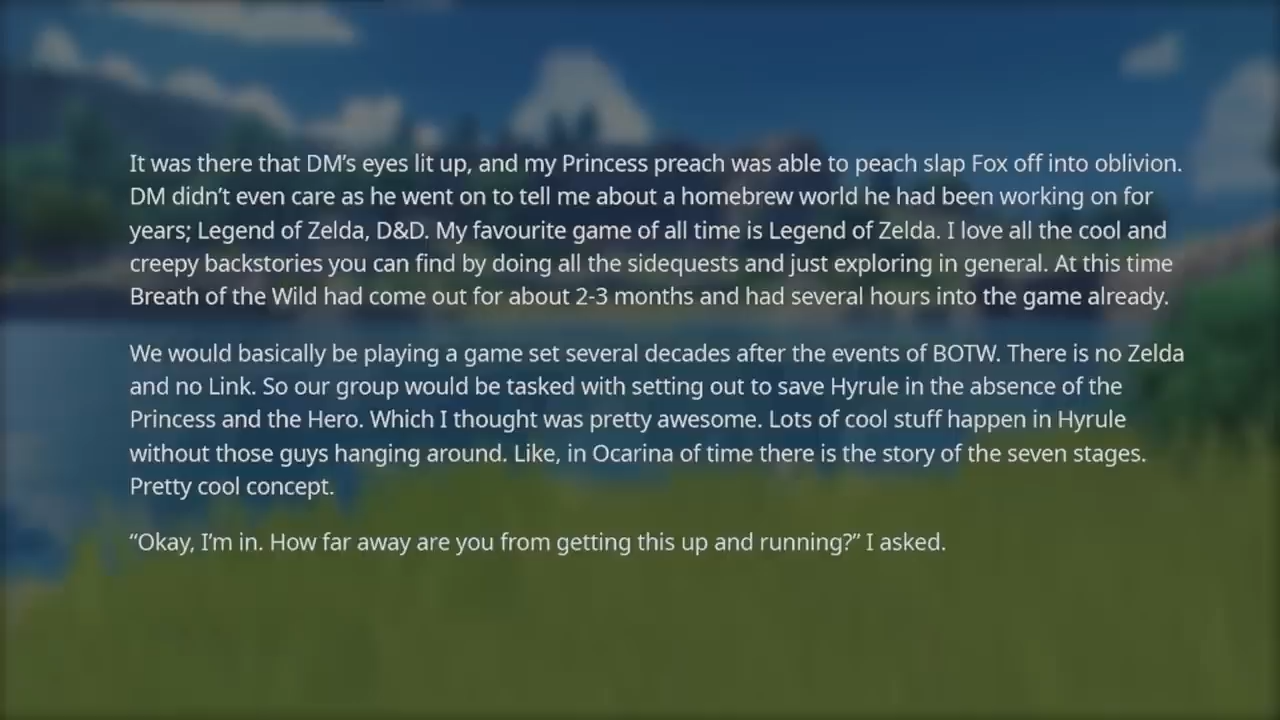 It was there that DM’s eyes lit up, and my Princess preach was able to peach slap Fox off into oblivion.
DM didn’t even care as he went on to tell me about a homebrew world he had been working on for
years; Legend of Zelda, D&D. My favourite game of all time is Legend of Zelda. I love all the cool and
creepy backstories you can find by doing all the sidequests and just exploring in general. At this time
Breath of the Wild had come out for about 2-3 months and had several hours into the game already.
We would basically be playing a game set several decades after the events of BOTW. There is no Zelda
and no Link. So our group would be tasked with setting out to save Hyrule in the absence of the
Princess and the Hero. Which I thought was pretty awesome. Lots of cool stuff happen in Hyrule
without those guys hanging around. Like, in Ocarina of time there is the story of the seven stages.
Pretty cool concept.
“Okay, I’m in. How far away are you from getting this up and running?” I asked.